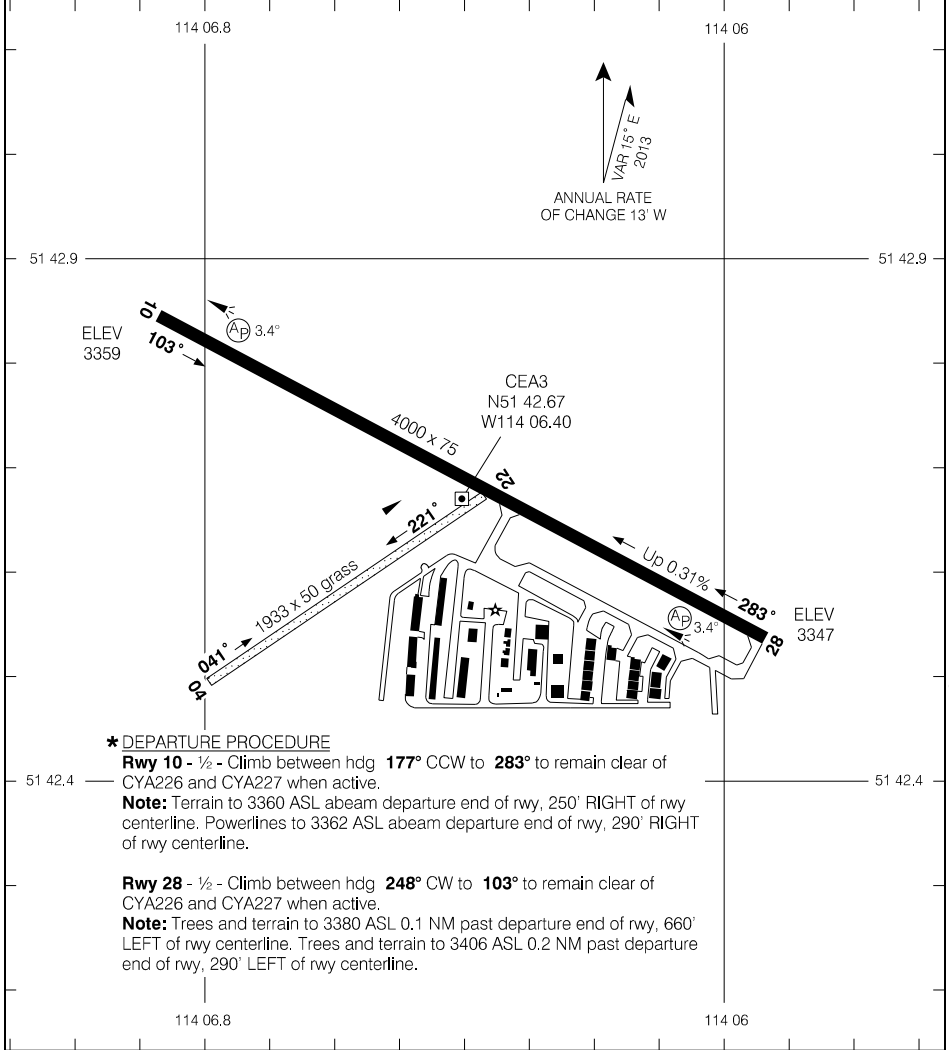 114 06.8
114 06
VAR 15° E
2013
ANNUAL RATE
OF CHANGE 13' W
51 42.9
51 42.9
10
ELEV
3359
103°
AP 3.4°
CEA3
N51 42.67
W114 06.40
4000 x 75
22
221°
1933 x 50 grass
041°
04
Up 0.31%
283°
AP 3.4°
28
ELEV
3347
* DEPARTURE PROCEDURE
Rwy 10 - ½ - Climb between hdg 177° CCW to 283° to remain clear of
CYA226 and CYA227 when active.
Note: Terrain to 3360 ASL abeam departure end of rwy, 250' RIGHT of rwy
centerline. Powerlines to 3362 ASL abeam departure end of rwy, 290' RIGHT
of rwy centerline.
51 42.4
51 42.4
Rwy 28 - ½ - Climb between hdg 248° CW to 103° to remain clear of
CYA226 and CYA227 when active.
Note: Trees and terrain to 3380 ASL 0.1 NM past departure end of rwy, 660'
LEFT of rwy centerline. Trees and terrain to 3406 ASL 0.2 NM past departure
end of rwy, 290' LEFT of rwy centerline.
114 06.8
114 06